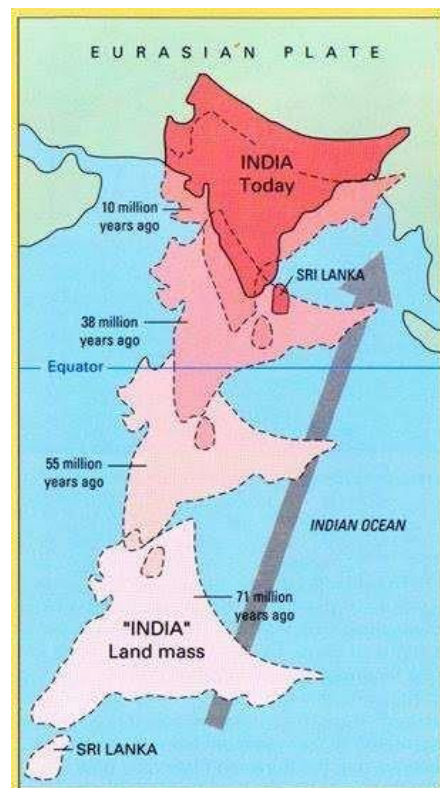 EURASIAN PLATE
INDIA
Today
10 million
years ago
SRI LANKA
38 million
years ago
Equator
55 million
years ago
INDIAN OCEAN
71 million
years ago
"INDIA"
Land mass
SRI LANKA